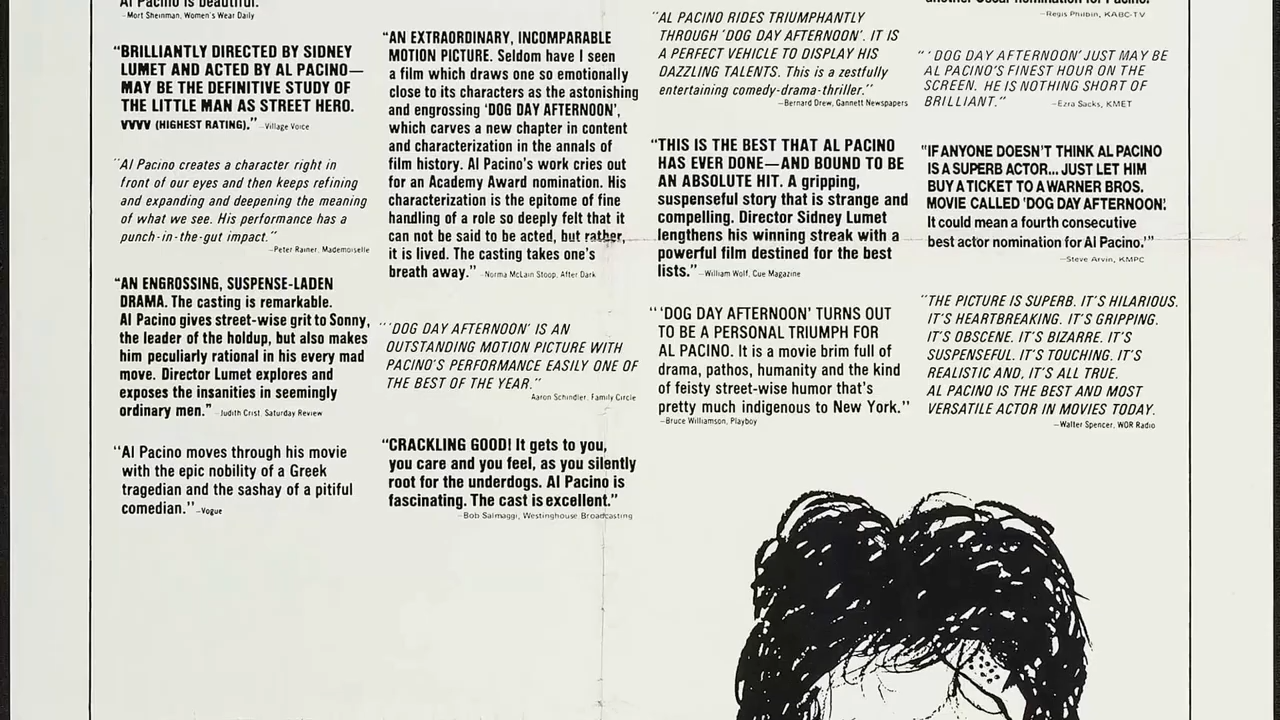 Al Pacino is beautiful."
–Mort Sheinman, Women's Wear Daily
"BRILLIANTLY DIRECTED BY SIDNEY
LUMET AND ACTED BY AL PACINO—
MAY BE THE DEFINITIVE STUDY OF
THE LITTLE MAN AS STREET HERO.
VVVV (HIGHEST RATING)." –Village Voice
"Al Pacino creates a character right in
front of our eyes and then keeps refining
and expanding and deepening the meaning
of what we see. His performance has a
punch-in-the-gut impact."
–Peter Rainer, Mademoiselle
"AN ENGROSSING, SUSPENSE-LADEN
DRAMA. The casting is remarkable.
Al Pacino gives street-wise grit to Sonny,
the leader of the holdup, but also makes
him peculiarly rational in his every mad
move. Director Lumet explores and
exposes the insanities in seemingly
ordinary men." –Judith Crist, Saturday Review
"Al Pacino moves through his movie
with the epic nobility of a Greek
tragedian and the sashay of a pitiful
comedian." –Vogue
"AN EXTRAORDINARY, INCOMPARABLE
MOTION PICTURE. Seldom have I seen
a film which draws one so emotionally
close to its characters as the astonishing
and engrossing 'DOG DAY AFTERNOON',
which carves a new chapter in content
and characterization in the annals of
film history. Al Pacino's work cries out
for an Academy Award nomination. His
characterization is the epitome of fine
handling of a role so deeply felt that it
can not be said to be acted, but rather,
it is lived. The casting takes one's
breath away." –Norma McLain Stoop, After Dark
"'DOG DAY AFTERNOON' IS AN
OUTSTANDING MOTION PICTURE WITH
PACINO'S PERFORMANCE EASILY ONE OF
THE BEST OF THE YEAR."
Aaron Schindler, Family Circle
"CRACKLING GOOD! It gets to you,
you care and you feel, as you silently
root for the underdogs. Al Pacino is
fascinating. The cast is excellent."
–Bob Salmaggi, Westinghouse Broadcasting
"AL PACINO RIDES TRIUMPHANTLY
THROUGH 'DOG DAY AFTERNOON'. IT IS
A PERFECT VEHICLE TO DISPLAY HIS
DAZZLING TALENTS. This is a zestfully
entertaining comedy-drama-thriller."
–Bernard Drew, Gannett Newspapers
"THIS IS THE BEST THAT AL PACINO
HAS EVER DONE—AND BOUND TO BE
AN ABSOLUTE HIT. A gripping,
suspenseful story that is strange and
compelling. Director Sidney Lumet
lengthens his winning streak with a
powerful film destined for the best
lists." –William Wolf, Cue Magazine
"'DOG DAY AFTERNOON' TURNS OUT
TO BE A PERSONAL TRIUMPH FOR
AL PACINO. It is a movie brim full of
drama, pathos, humanity and the kind
of feisty street-wise humor that's
pretty much indigenous to New York."
–Bruce Williamson, Playboy
another Oscar nomination for Pacino."
–Regis Philbin, KABC-TV
"'DOG DAY AFTERNOON' JUST MAY BE
AL PACINO'S FINEST HOUR ON THE
SCREEN. HE IS NOTHING SHORT OF
BRILLIANT." –Ezra Sacks, KMET
"IF ANYONE DOESN'T THINK AL PACINO
IS A SUPERB ACTOR... JUST LET HIM
BUY A TICKET TO A WARNER BROS.
MOVIE CALLED 'DOG DAY AFTERNOON'.
It could mean a fourth consecutive
best actor nomination for Al Pacino.'"
–Steve Arvin, KMPC
"THE PICTURE IS SUPERB. IT'S HILARIOUS.
IT'S HEARTBREAKING. IT'S GRIPPING.
IT'S OBSCENE. IT'S BIZARRE. IT'S
SUSPENSEFUL. IT'S TOUCHING. IT'S
REALISTIC AND, IT'S ALL TRUE.
AL PACINO IS THE BEST AND MOST
VERSATILE ACTOR IN MOVIES TODAY.
–Walter Spencer, WOR Radio